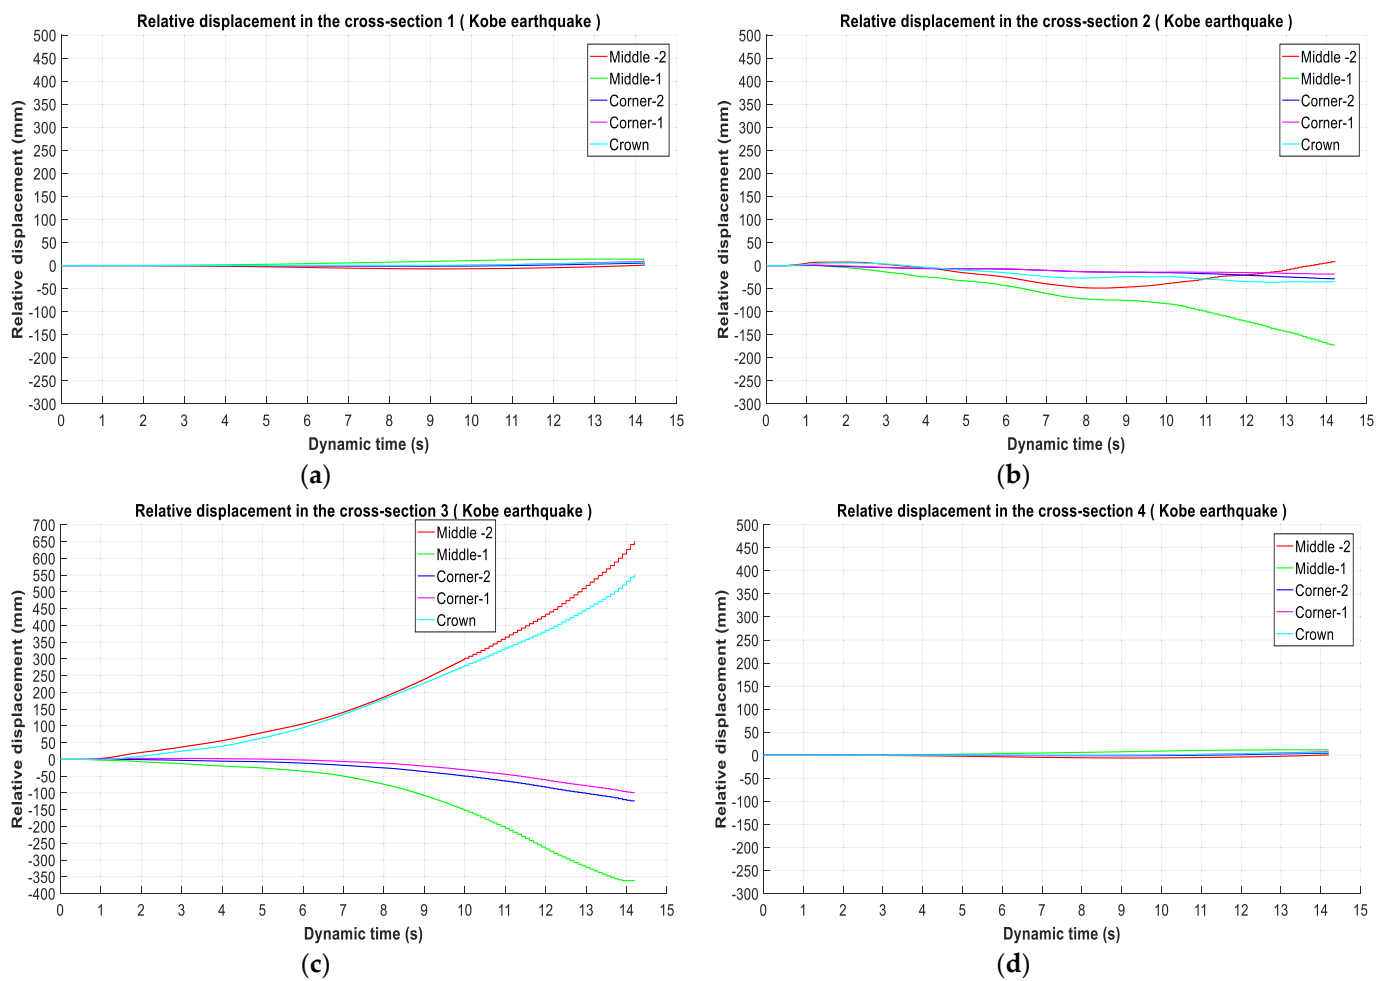 Relative displacement in the cross-section 1 ( Kobe earthquake )
500
450
400
350
300
250
200
150
100
50
0
-50
-100
-150
-200
-250
-300
Relative displacement (mm)
Middle -2
Middle-1
Corner-2
Corner-1
Crown
0 1 2 3 4 5 6 7 8 9 10 11 12 13 14 15
Dynamic time (s)
(a)
Relative displacement in the cross-section 2 ( Kobe earthquake )
500
450
400
350
300
250
200
150
100
50
0
-50
-100
-150
-200
-250
-300
Relative displacement (mm)
Middle -2
Middle-1
Corner-2
Corner-1
Crown
0 1 2 3 4 5 6 7 8 9 10 11 12 13 14 15
Dynamic time (s)
(b)
Relative displacement in the cross-section 3 ( Kobe earthquake )
700
650
600
550
500
450
400
350
300
250
200
150
100
50
0
-50
-100
-150
-200
-250
-300
-350
-400
Relative displacement (mm)
Middle -2
Middle-1
Corner-2
Corner-1
Crown
0 1 2 3 4 5 6 7 8 9 10 11 12 13 14 15
Dynamic time (s)
(c)
Relative displacement in the cross-section 4 ( Kobe earthquake )
500
450
400
350
300
250
200
150
100
50
0
-50
-100
-150
-200
-250
-300
Relative displacement (mm)
Middle -2
Middle-1
Corner-2
Corner-1
Crown
0 1 2 3 4 5 6 7 8 9 10 11 12 13 14 15
Dynamic time (s)
(d)